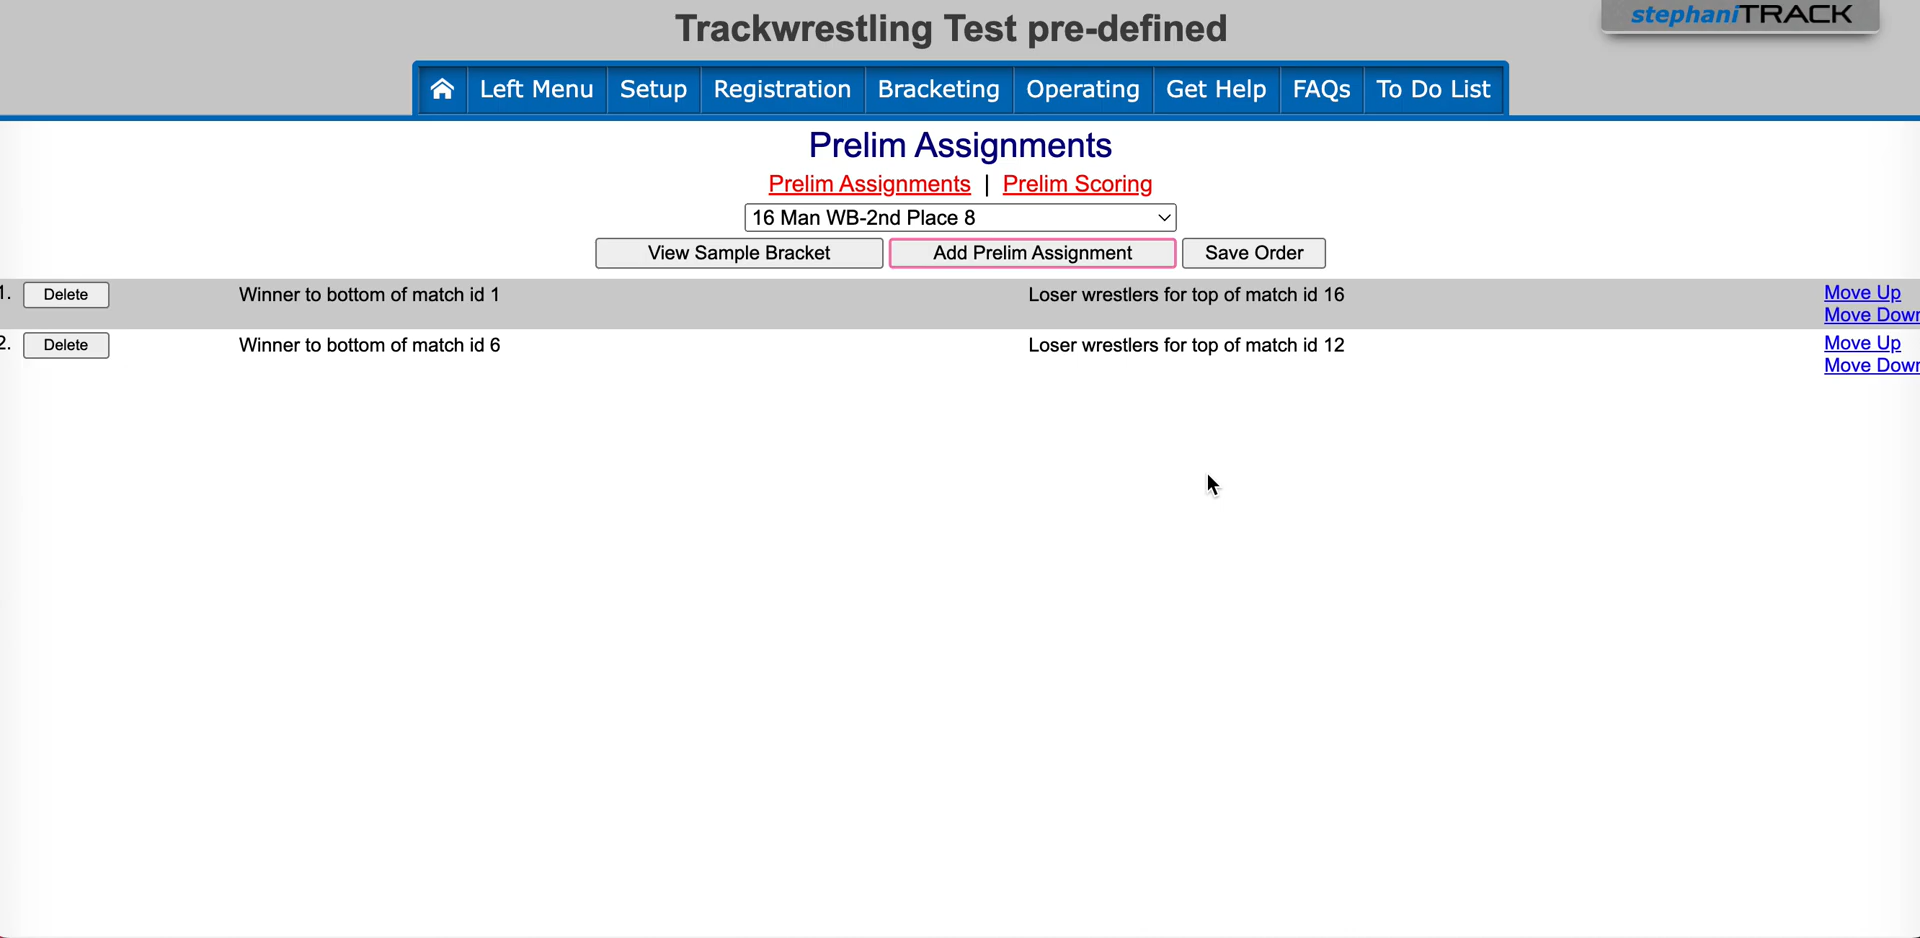 Trackwrestling Test pre-defined
stephaniTRACK
Left Menu Setup Registration Bracketing Operating Get Help FAQs To Do List
Prelim Assignments
Prelim Assignments | Prelim Scoring
16 Man WB-2nd Place 8
View Sample Bracket Add Prelim Assignment Save Order
1. Delete Winner to bottom of match id 1 Loser wrestlers for top of match id 16 Move Up
Move Down
2. Delete Winner to bottom of match id 6 Loser wrestlers for top of match id 12 Move Up
Move Down